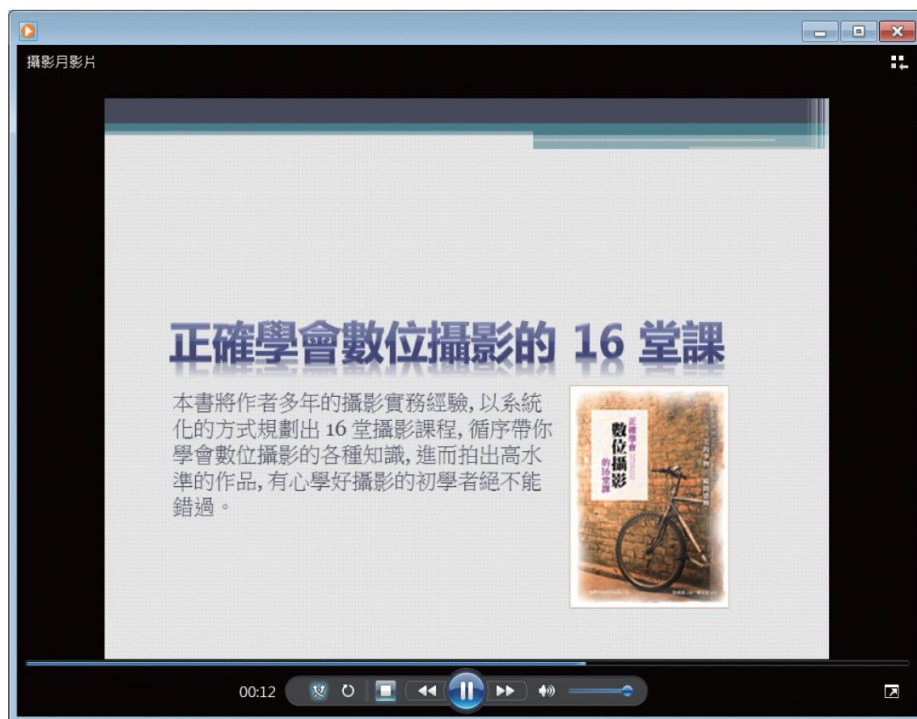 攝影月影片
正確學會數位攝影的 16 堂課
本書將作者多年的攝影實務經驗, 以系統
化的方式規劃出 16 堂攝影課程, 循序帶你
學會數位攝影的各種知識, 進而拍出高水
準的作品, 有心學好攝影的初學者絕不能
錯過。
正確學會
數位攝影
的16堂課
00:12